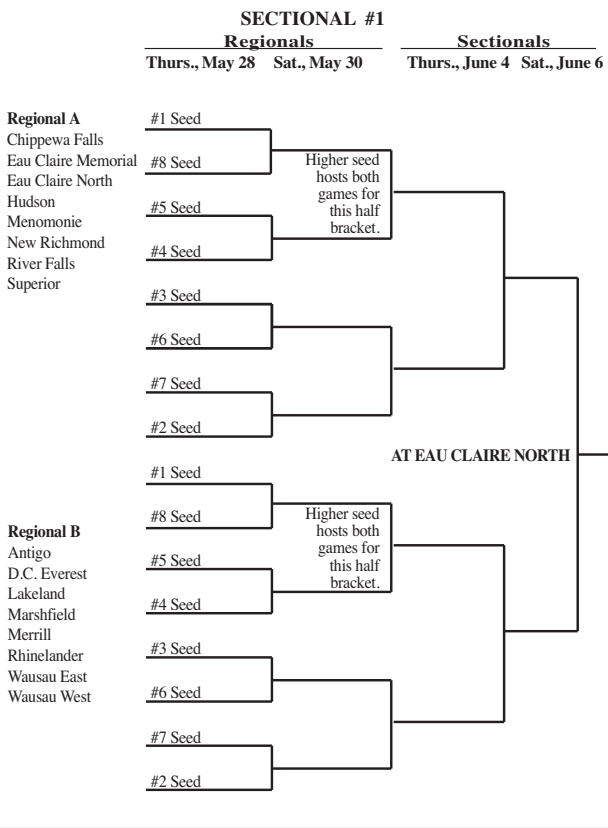 SECTIONAL #1
Regionals
Sectionals
Thurs., May 28 Sat., May 30
Thurs., June 4 Sat., June 6
Regional A
Chippewa Falls
Eau Claire Memorial
Eau Claire North
Hudson
Menomonie
New Richmond
River Falls
Superior
#1 Seed
#8 Seed
#5 Seed
#4 Seed
#3 Seed
#6 Seed
#7 Seed
#2 Seed
Higher seed
hosts both
games for
this half
bracket.
AT EAU CLAIRE NORTH
Regional B
Antigo
D.C. Everest
Lakeland
Marshfield
Merrill
Rhinelander
Wausau East
Wausau West
#1 Seed
#8 Seed
#5 Seed
#4 Seed
#3 Seed
#6 Seed
#7 Seed
#2 Seed
Higher seed
hosts both
games for
this half
bracket.